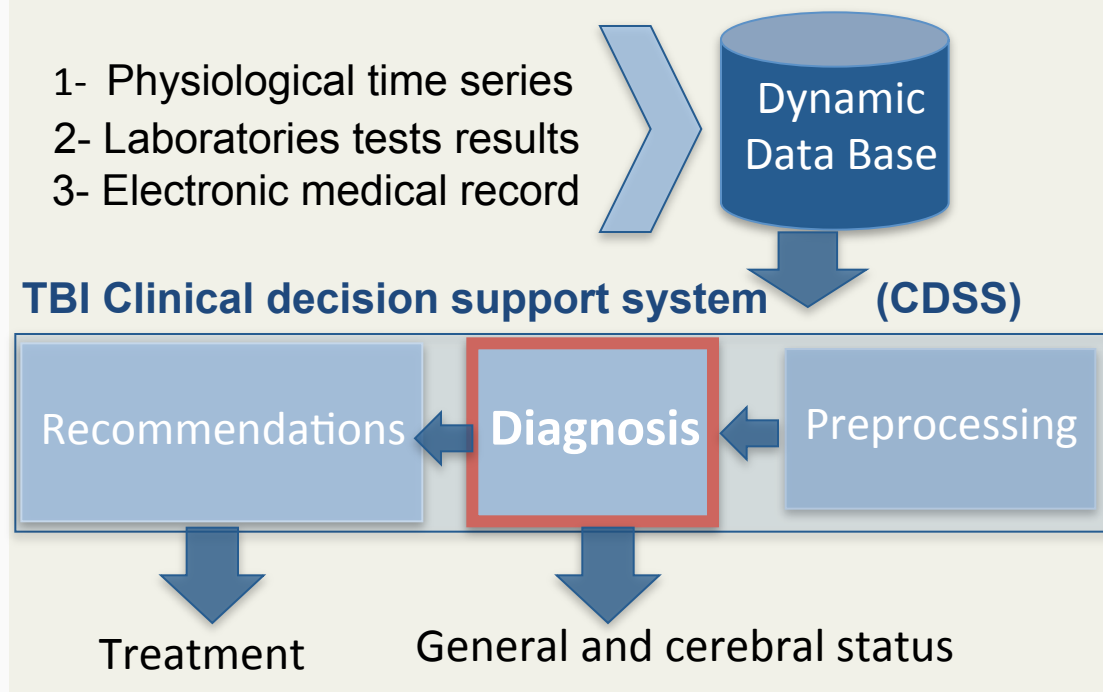 1- Physiological time series
2- Laboratories tests results
3- Electronic medical record
Dynamic
Data Base
TBI Clinical decision support system (CDSS)
Recommendations
Diagnosis
Preprocessing
Treatment
General and cerebral status